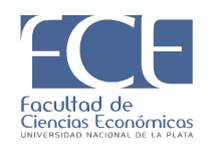 FCE
Facultad de
Ciencias Económicas
UNIVERSIDAD NACIONAL DE LA PLATA